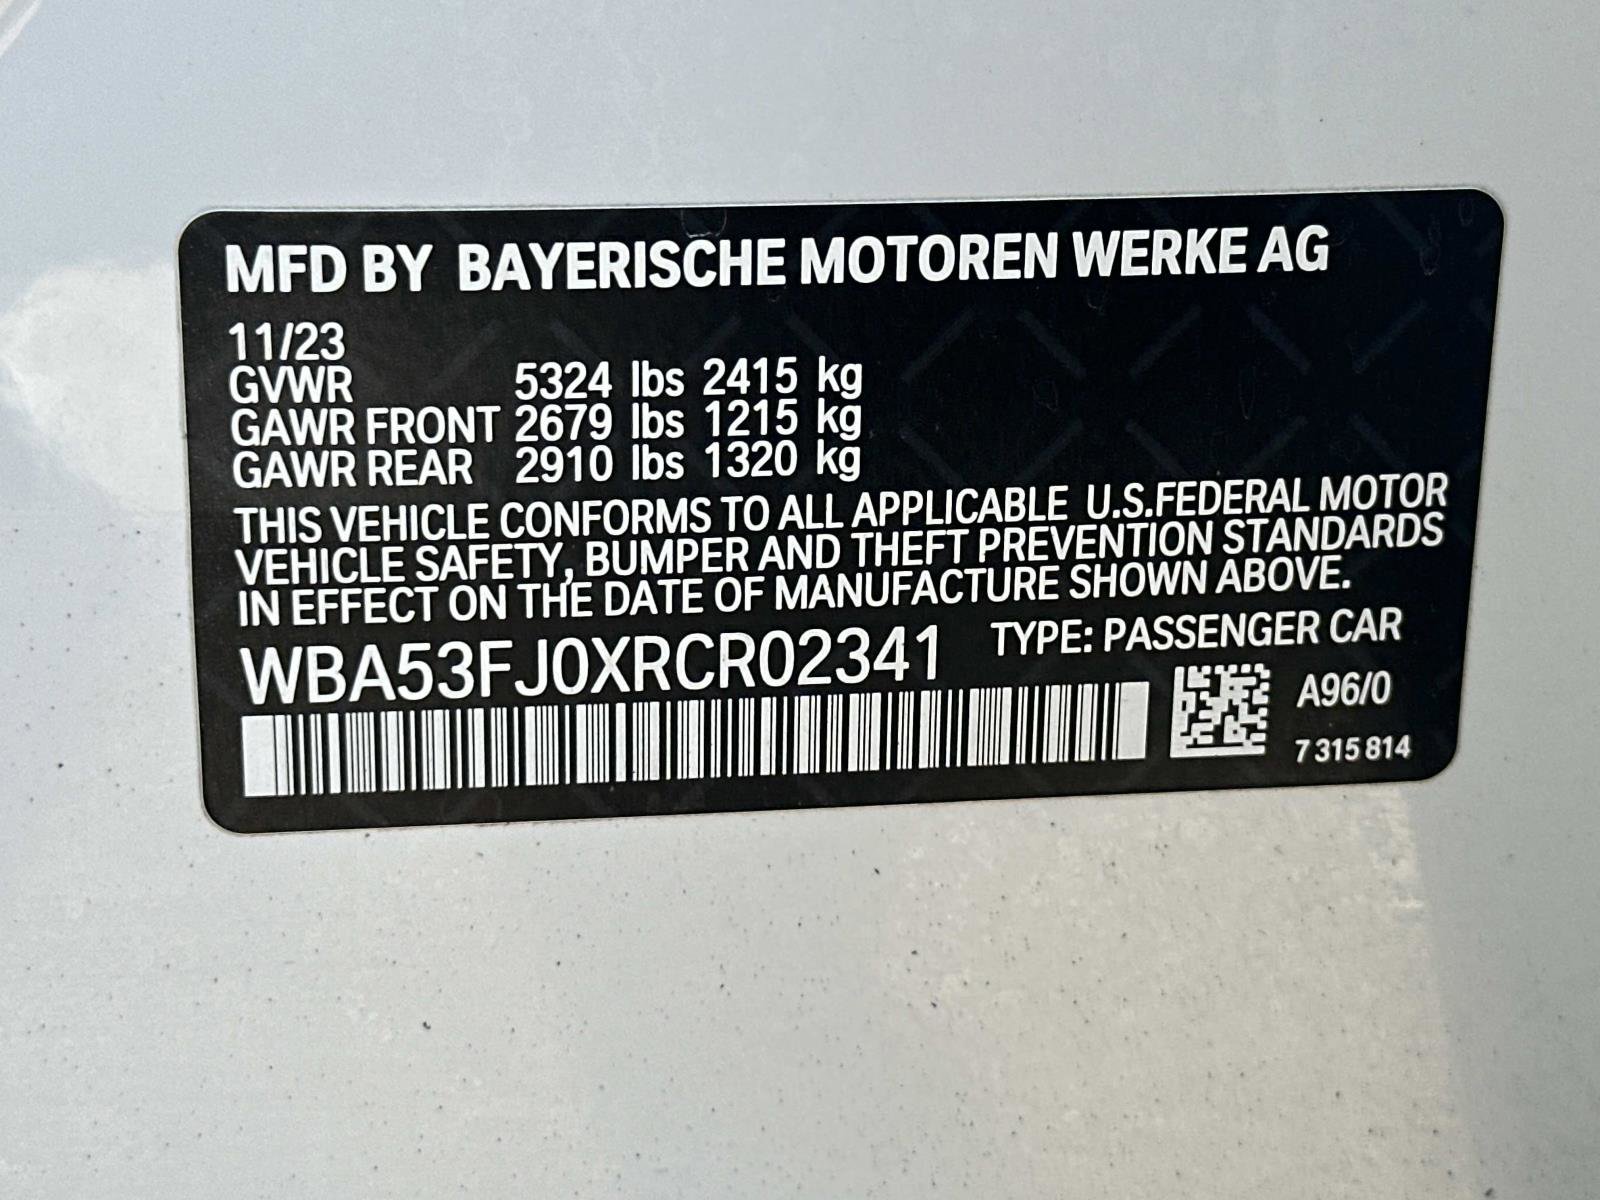 MFD BY BAYERISCHE MOTOREN WERKE AG
11/23
GVWR 5324 lbs 2415 kg
GAWR FRONT 2679 lbs 1215 kg
GAWR REAR 2910 lbs 1320 kg
THIS VEHICLE CONFORMS TO ALL APPLICABLE U.S.FEDERAL MOTOR
VEHICLE SAFETY, BUMPER AND THEFT PREVENTION STANDARDS
IN EFFECT ON THE DATE OF MANUFACTURE SHOWN ABOVE.
WBA53FJ0XRCR02341 TYPE: PASSENGER CAR
A96/0
7 315 814